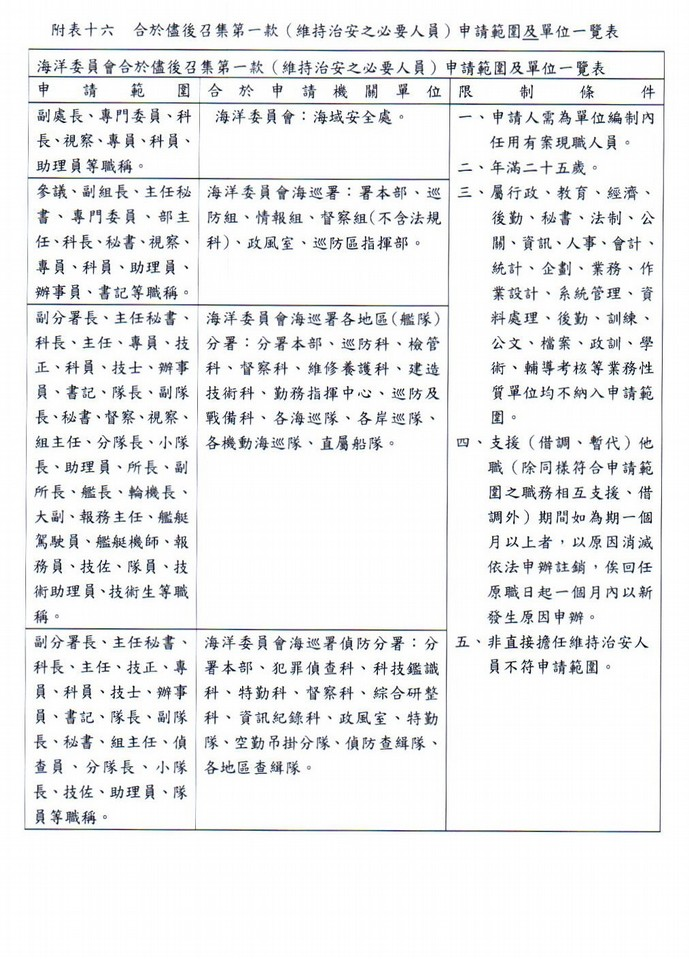 附表十六　合於儘後召集第一款（維持治安之必要人員）申請範圍及單位一覽表
海洋委員會合於儘後召集第一款（維持治安之必要人員）申請範圍及單位一覽表
申請範圍
合於申請機關單位
限制條件
副處長、專門委員、科
長、視察、專員、科員、
助理員等職稱。
海洋委員會：海域安全處。
參議、副組長、主任秘
書、專門委員、部主
任、科長、秘書、視察、
專員、科員、助理員、
辦事員、書記等職稱。
海洋委員會海巡署：署本部、巡
防組、情報組、督察組(不含法規
科)、政風室、巡防區指揮部。
副分署長、主任秘書、
科長、主任、專員、技
正、科員、技士、辦事
員、書記、隊長、副隊
長、秘書、督察、視察、
組主任、分隊長、小隊
長、助理員、所長、副
所長、艦長、輪機長、
大副、報務主任、艦艇
駕駛員、艦艇機師、報
務員、技佐、隊員、技
術助理員、技術生等職
稱。
海洋委員會海巡署各地區(艦隊)
分署：分署本部、巡防科、檢管
科、督察科、維修養護科、建造
技術科、勤務指揮中心、巡防及
戰備科、各海巡隊、各岸巡隊、
各機動海巡隊、直屬船隊。
副分署長、主任秘書、
科長、主任、技正、專
員、科員、技士、辦事
員、書記、隊長、副隊
長、秘書、組主任、偵
查員、分隊長、小隊
長、技佐、助理員、隊
員等職稱。
海洋委員會海巡署偵防分署：分
署本部、犯罪偵查科、科技鑑識
科、特勤科、督察科、綜合研整
科、資訊紀錄科、政風室、特勤
隊、空勤吊掛分隊、偵防查緝隊、
各地區查緝隊。
一、申請人需為單位編制內
任用有案現職人員。
二、年滿二十五歲。
三、屬行政、教育、經濟、
後勤、秘書、法制、公
關、資訊、人事、會計、
統計、企劃、業務、作
業設計、系統管理、資
料處理、後勤、訓練、
公文、檔案、政訓、學
術、輔導考核等業務性
質單位均不納入申請範
圍。
四、支援（借調、暫代）他
職（除同樣符合申請範
圍之職務相互支援、借
調外）期間如為期一個
月以上者，以原因消滅
依法申辦註銷，俟回任
原職日起一個月內以新
發生原因申辦。
五、非直接擔任維持治安人
員不符申請範圍。